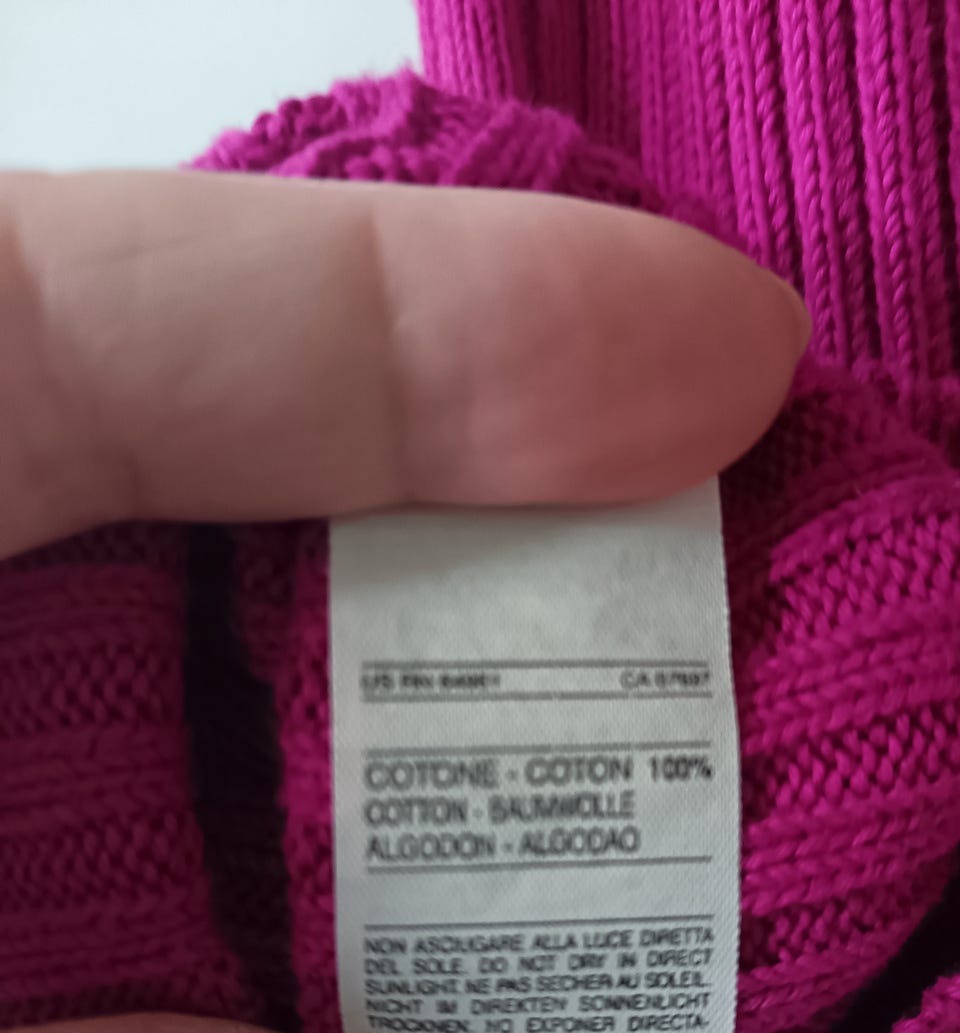 COTONE - COTON 100%
COTTON - BAUMWOLLE
ALGODON - ALGODAO
NON ASCIUGARE ALLA LUCE DIRETTA
DEL SOLE. DO NOT DRY IN DIRECT
SUNLIGHT. NE PAS SECHER AU SOLEIL.
NICHT IM DIREKTEN SONNENLICHT
TROCKNEN. NO EXPONER DIRECTA-